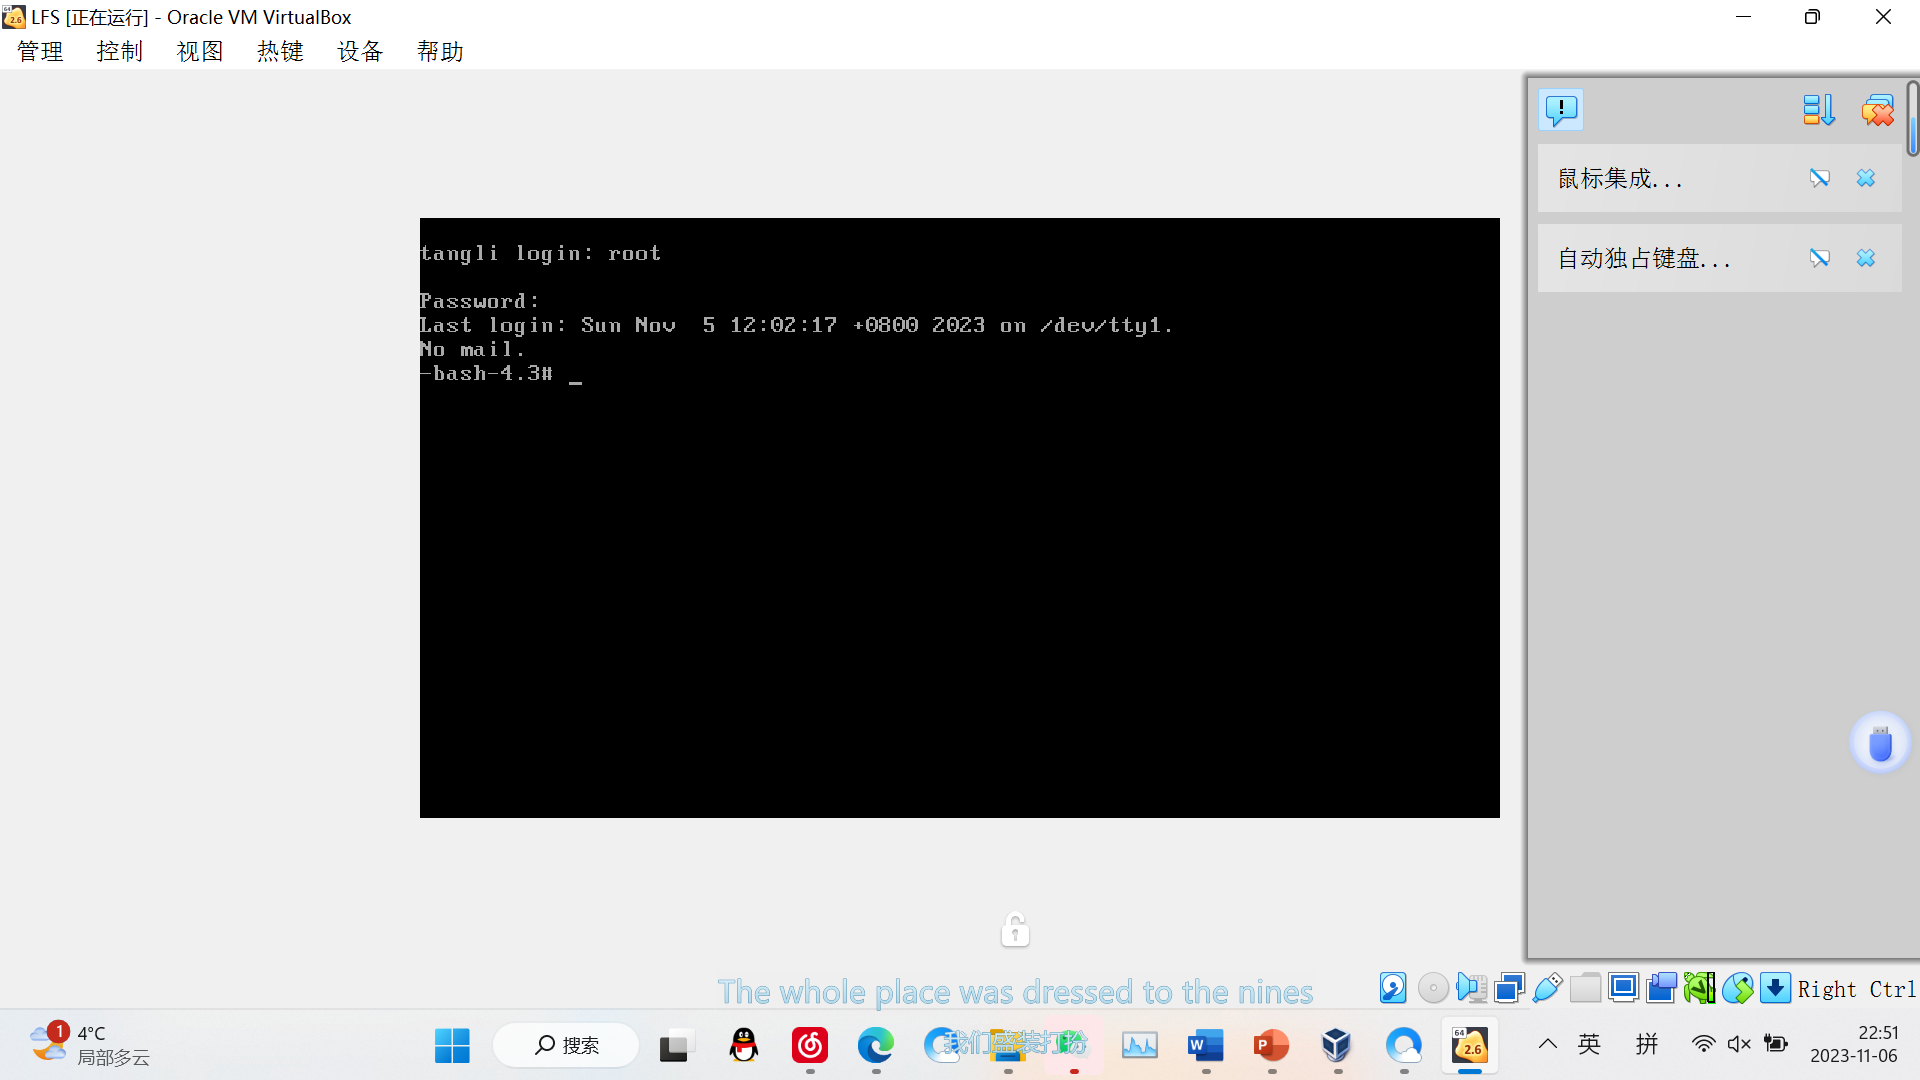 LFS [正在运行] - Oracle VM VirtualBox
管理 控制 视图 热键 设备 帮助
鼠标集成...
自动独占键盘...
tangli login: root
Password:
Last login: Sun Nov  5 12:02:17 +0800 2023 on /dev/tty1.
No mail.
-bash-4.3# _
The whole place was dressed to the nines
我们盛装打扮
Right Ctrl
1
4°C
局部多云
搜索
W
P
64
2.6
英
拼
22:51
2023-11-06